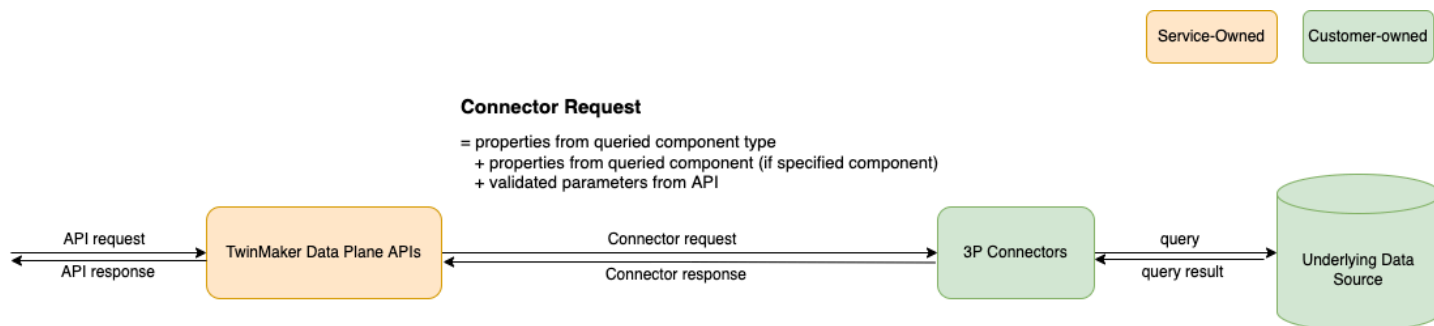 Service-Owned
Customer-owned
Connector Request
= properties from queried component type
+ properties from queried component (if specified component)
+ validated parameters from API
API request
API response
TwinMaker Data Plane APIs
Connector request
Connector response
3P Connectors
query
query result
Underlying Data
Source